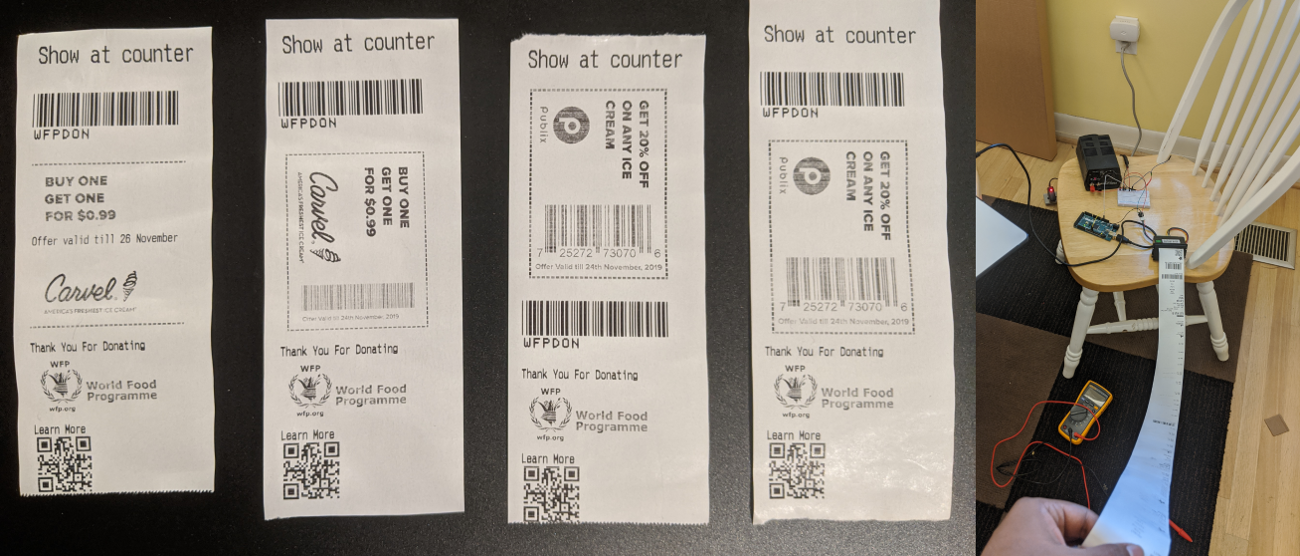 Show at counter
WFPDON
BUY ONE
GET ONE
FOR $0.99
Offer valid till 26 November
Carvel
AMERICA'S FRESHEST ICE CREAM
Thank You For Donating
WFP
World Food
Programme
wfp.org
Learn More
Show at counter
WFPDON
BUY ONE
GET ONE
FOR $0.99
Carvel
AMERICA'S FRESHEST ICE CREAM
Offer Valid till 24th November, 2019
Thank You For Donating
WFP
World Food
Programme
wfp.org
Learn More
Show at counter
GET 20% OFF
ON ANY ICE
CREAM
publix
7 25272 73070 6
Offer Valid till 24th November, 2019
WFPDON
Thank You For Donating
WFP
World Food
Programme
wfp.org
Learn More
Show at counter
WFPDON
GET 20% OFF
ON ANY ICE
CREAM
publix
7 25272 73070 6
Offer Valid till 24th November, 2019
Thank You For Donating
WFP
World Food
Programme
wfp.org
Learn More